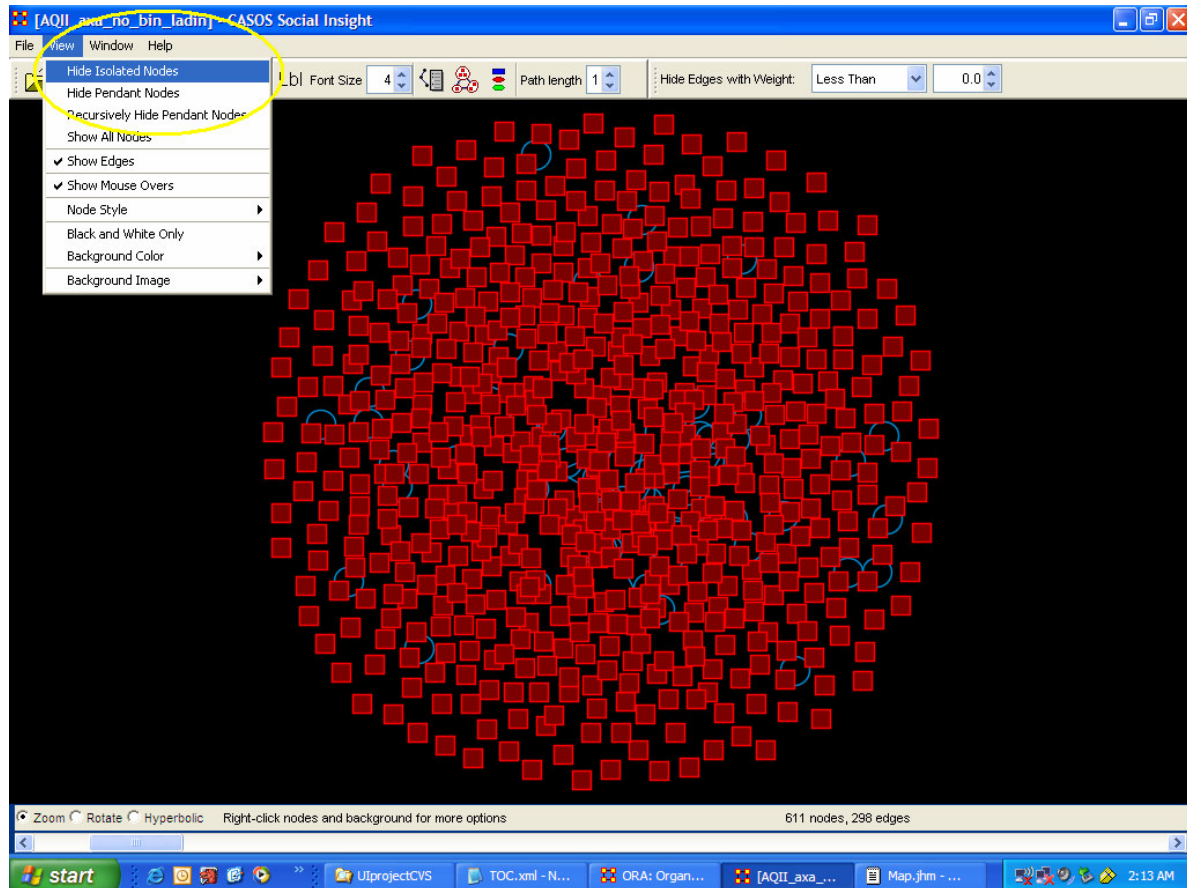 [AQII_axa_no_bin_ladin] - CASOS Social Insight
File View Window Help
Hide Isolated Nodes
Hide Pendant Nodes
Recursively Hide Pendant Nodes
Show All Nodes
Show Edges
Show Mouse Overs
Node Style
Black and White Only
Background Color
Background Image
Lbl Font Size 4 Path length 1 Hide Edges with Weight: Less Than 0.0
Zoom Rotate Hyperbolic Right-click nodes and background for more options 611 nodes, 298 edges
start UIprojectCVS TOC.xml - N... ORA: Organ... [AQII_axa_... Map.jhm - ... 2:13 AM